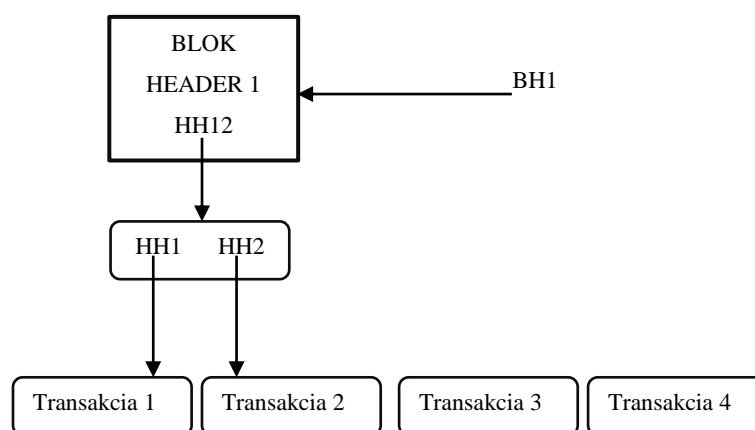 BLOK
HEADER 1
HH12
BH1
HH1 HH2
Transakcia 1 Transakcia 2 Transakcia 3 Transakcia 4